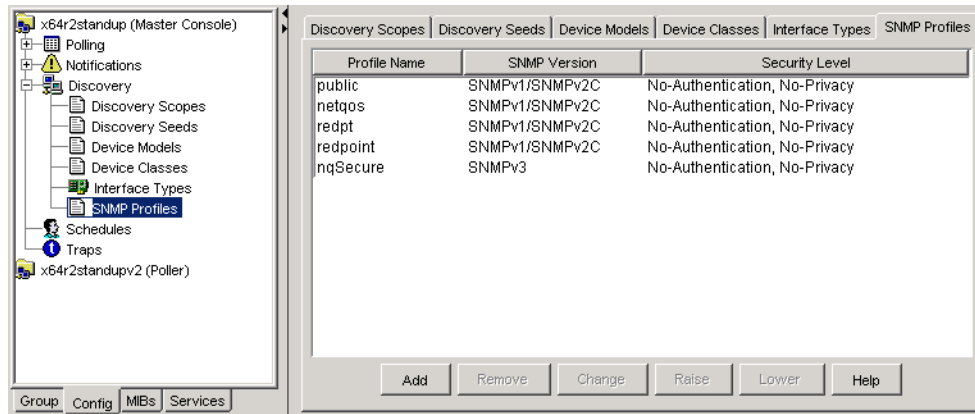 x64r2standup (Master Console)
Polling
Notifications
Discovery
Discovery Scopes
Discovery Seeds
Device Models
Device Classes
Interface Types
SNMP Profiles
Schedules
Traps
x64r2standupv2 (Poller)
Group Config MIBs Services
Discovery Scopes Discovery Seeds Device Models Device Classes Interface Types SNMP Profiles
Profile Name SNMP Version Security Level
public SNMPv1/SNMPv2C No-Authentication, No-Privacy
netqos SNMPv1/SNMPv2C No-Authentication, No-Privacy
redpt SNMPv1/SNMPv2C No-Authentication, No-Privacy
redpoint SNMPv1/SNMPv2C No-Authentication, No-Privacy
nqSecure SNMPv3 No-Authentication, No-Privacy
Add Remove Change Raise Lower Help